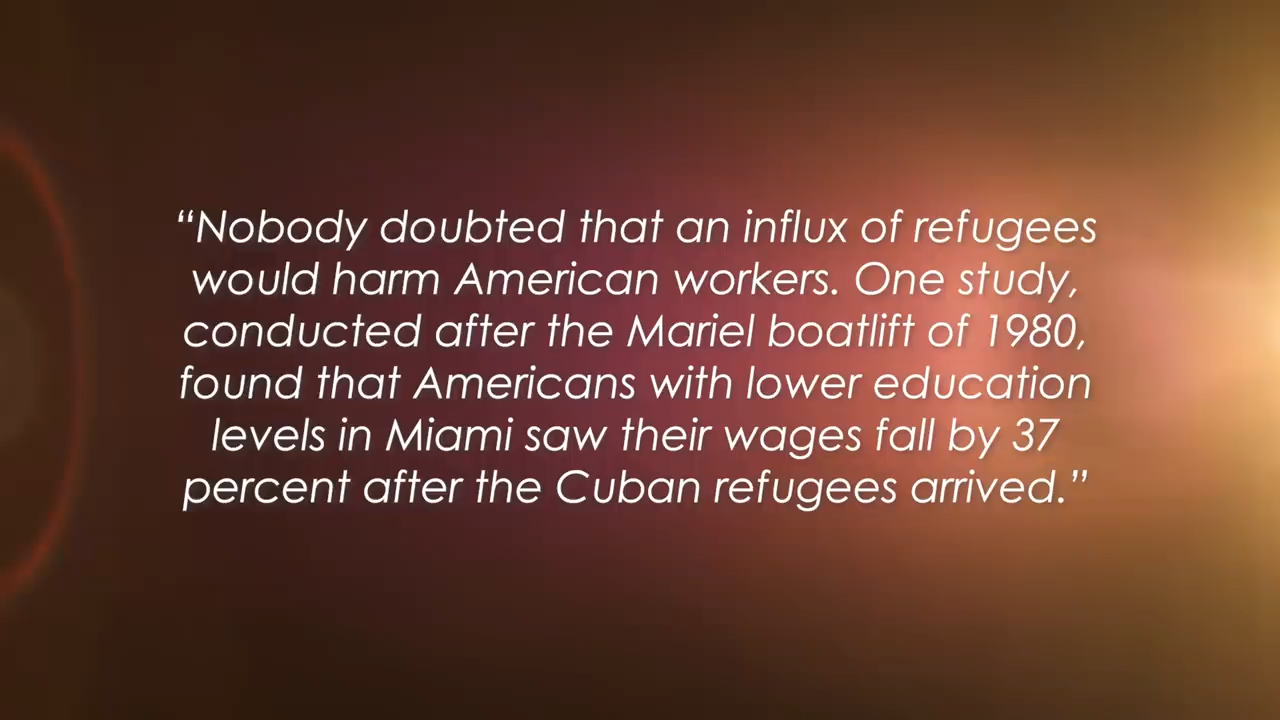 “Nobody doubted that an influx of refugees
would harm American workers. One study,
conducted after the Mariel boatlift of 1980,
found that Americans with lower education
levels in Miami saw their wages fall by 37
percent after the Cuban refugees arrived.”